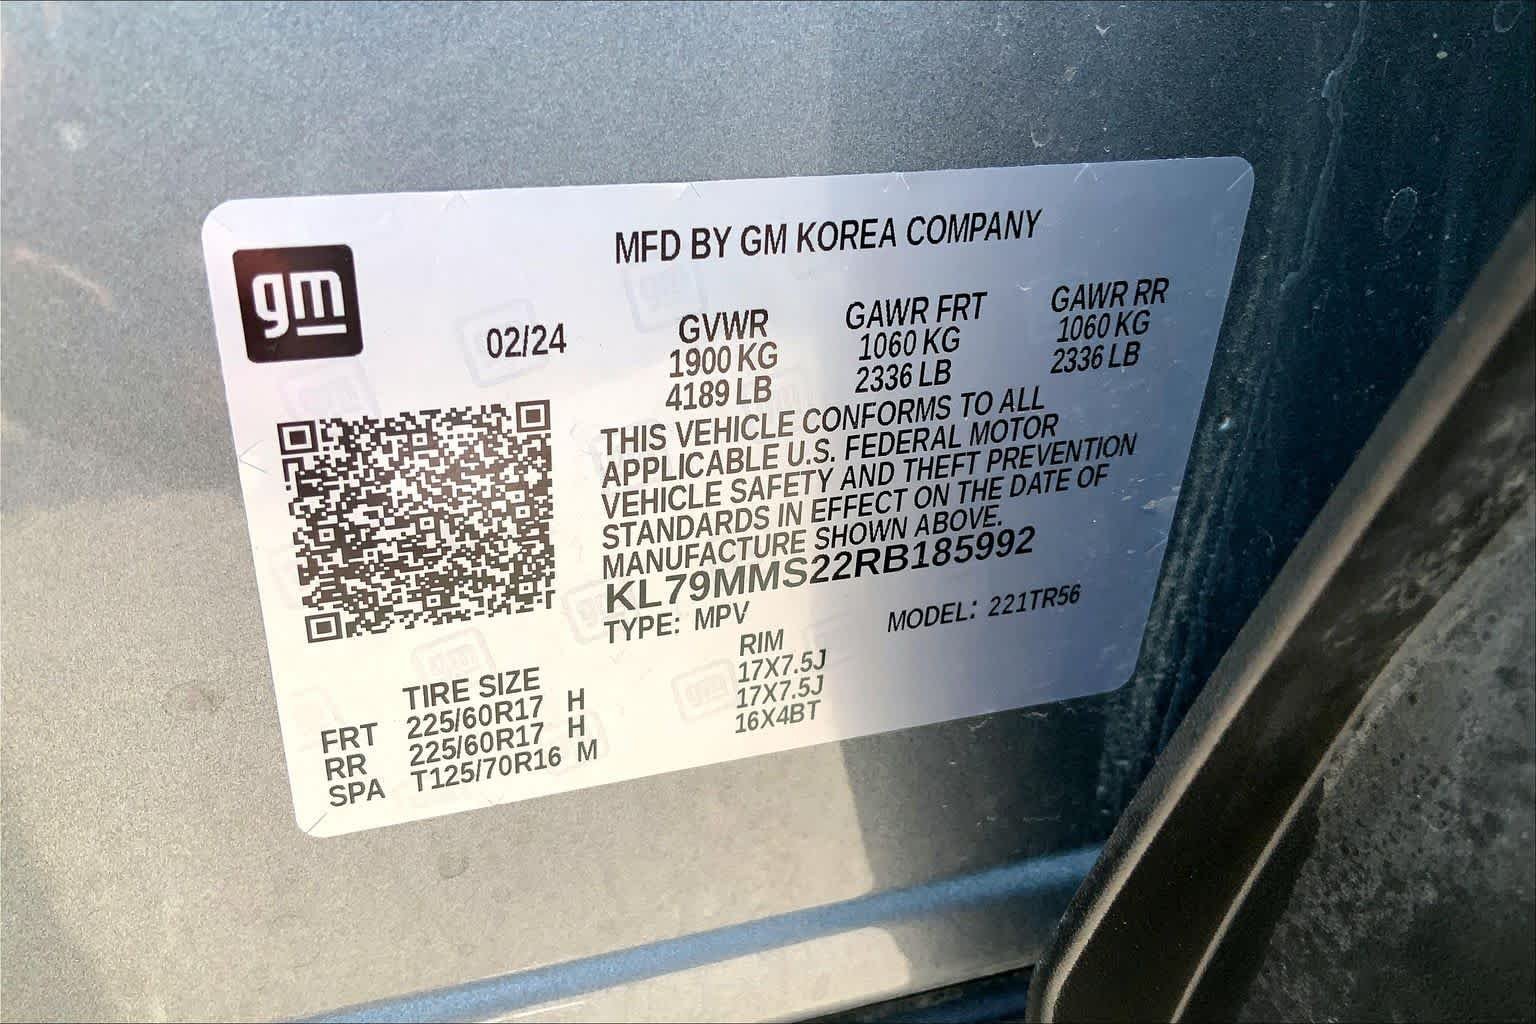 gm
MFD BY GM KOREA COMPANY
02/24
GVWR GAWR FRT GAWR RR
1900 KG 1060 KG 1060 KG
4189 LB 2336 LB 2336 LB
THIS VEHICLE CONFORMS TO ALL
APPLICABLE U.S. FEDERAL MOTOR
VEHICLE SAFETY AND THEFT PREVENTION
STANDARDS IN EFFECT ON THE DATE OF
MANUFACTURE SHOWN ABOVE.
KL79MMS22RB185992
TYPE: MPV MODEL: 221TR56
TIRE SIZE RIM
FRT 225/60R17 H 17X7.5J
RR 225/60R17 H 17X7.5J
SPA T125/70R16 M 16X4BT